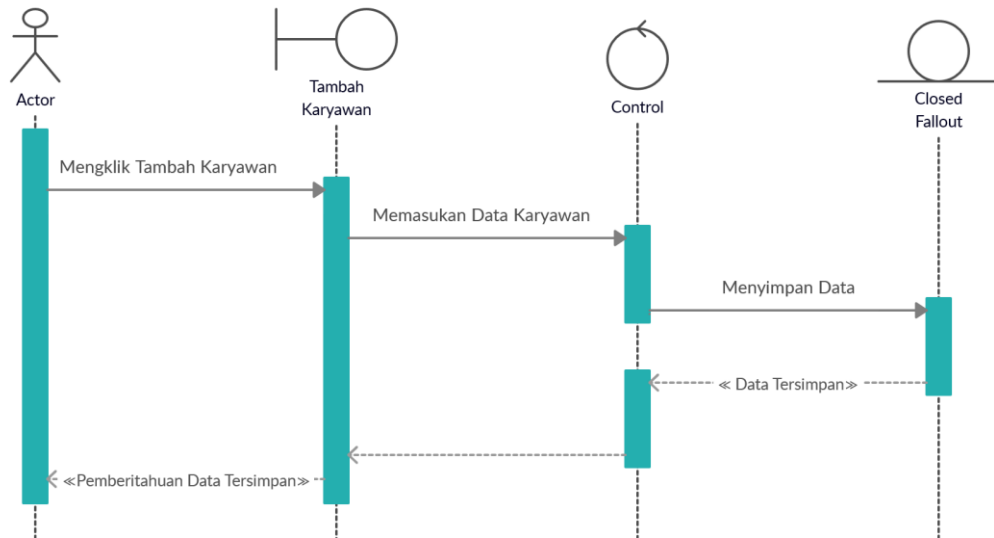 Actor
Tambah
Karyawan
Control
Closed
Fallout
Mengklik Tambah Karyawan
Memasukan Data Karyawan
Menyimpan Data
≪ Data Tersimpan≫
≪Pemberitahuan Data Tersimpan≫